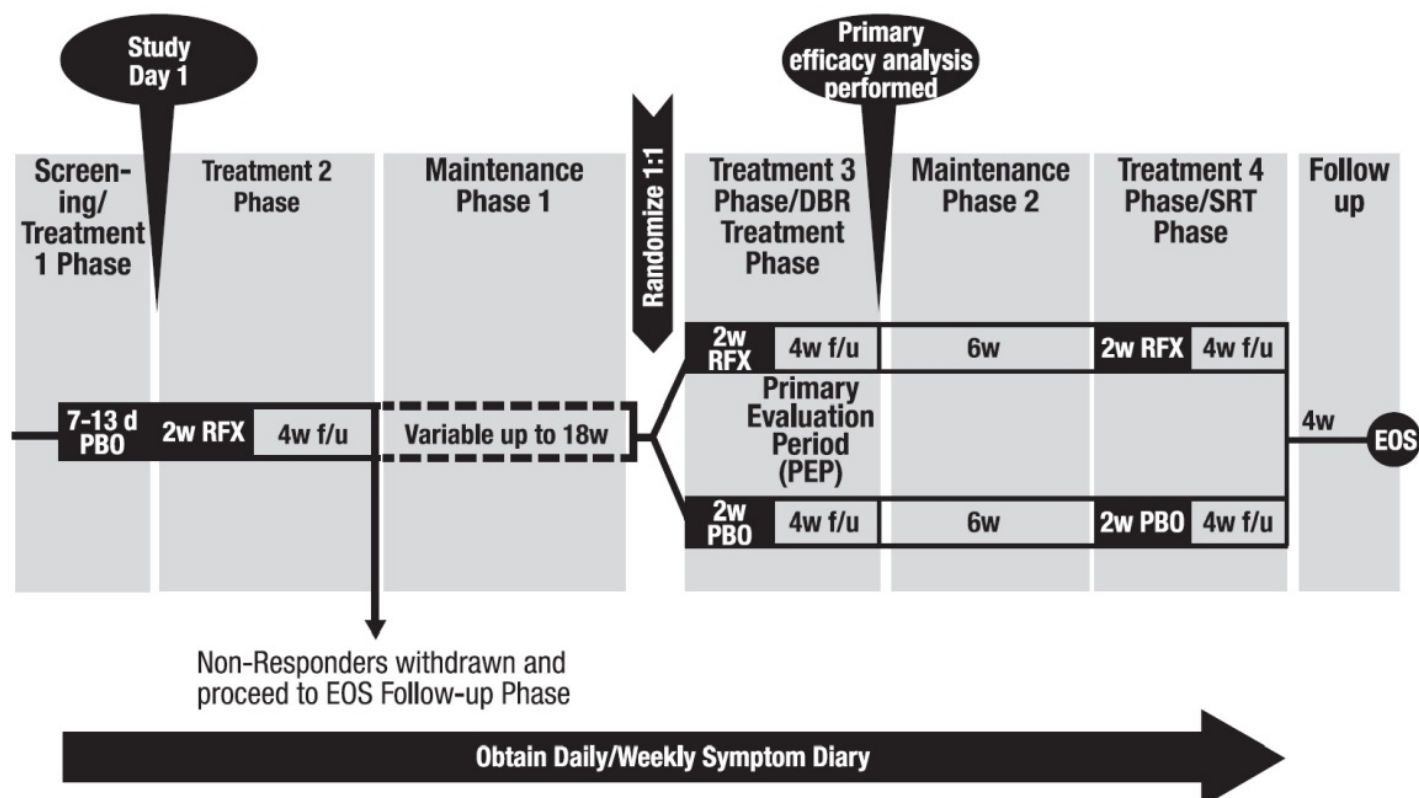 Study
Day 1
Primary
efficacy analysis
performed
Screen-
ing/
Treatment
1 Phase
Treatment 2
Phase
Maintenance
Phase 1
Randomize 1:1
Treatment 3
Phase/DBR
Treatment
Phase
Maintenance
Phase 2
Treatment 4
Phase/SRT
Phase
Follow
up
2w
RFX
4w f/u
6w
2w RFX
4w f/u
7-13 d
PBO
2w RFX
4w f/u
Variable up to 18w
Primary
Evaluation
Period
(PEP)
4w
EOS
2w
PBO
4w f/u
6w
2w PBO
4w f/u
Non-Responders withdrawn and
proceed to EOS Follow-up Phase
Obtain Daily/Weekly Symptom Diary